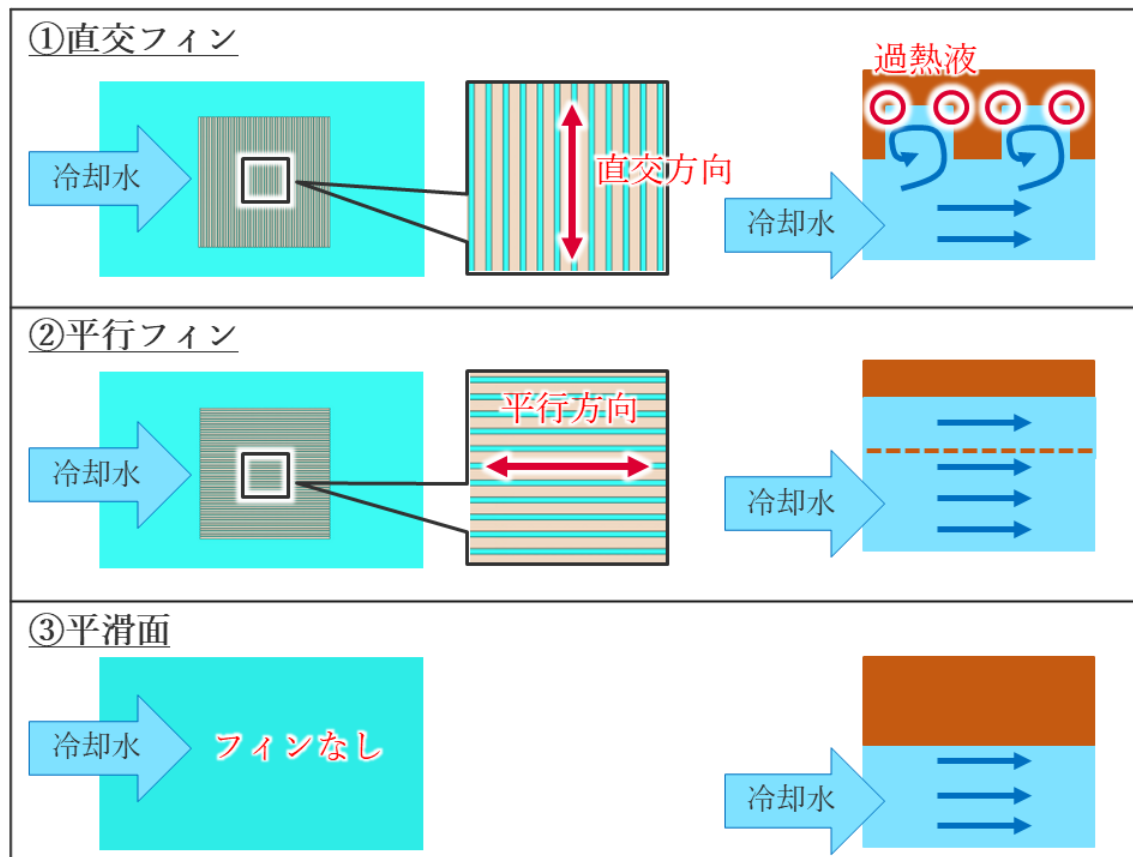 ①直交フィン
過熱液
冷却水
直交方向
冷却水
②平行フィン
平行方向
冷却水
冷却水
③平滑面
冷却水
フィンなし
冷却水